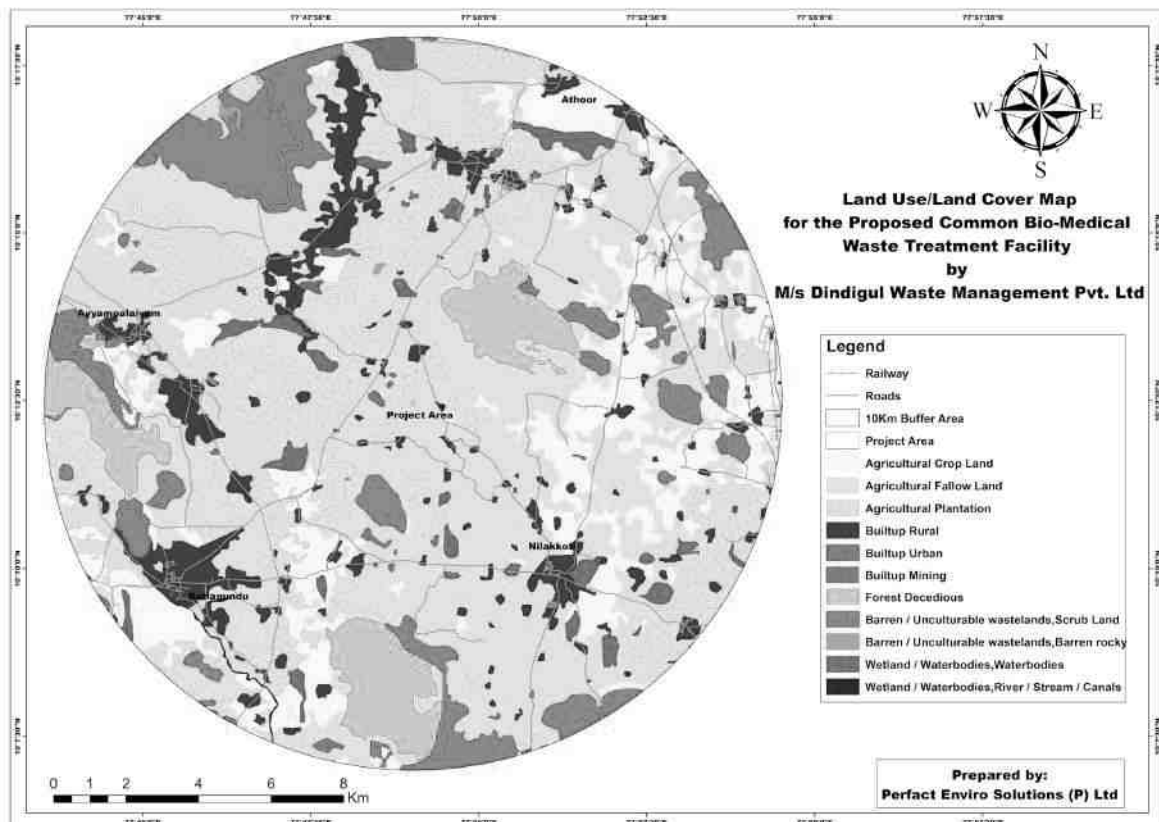 N
W E
S
Land Use/Land Cover Map
for the Proposed Common Bio-Medical
Waste Treatment Facility
by
M/s Dindigul Waste Management Pvt. Ltd
Athoor
Project Area
Legend
Railway
Roads
10Km Buffer Area
Project Area
Agricultural Crop Land
Agricultural Fallow Land
Agricultural Plantation
Builtup Rural
Builtup Urban
Builtup Mining
Forest Decedious
Barren / Unculturable wastelands,Scrub Land
Barren / Unculturable wastelands,Barren rocky
Wetland / Waterbodies,Waterbodies
Wetland / Waterbodies,River / Stream / Canals
0 1 2 4 6 8
Km
Prepared by:
Perfact Enviro Solutions (P) Ltd